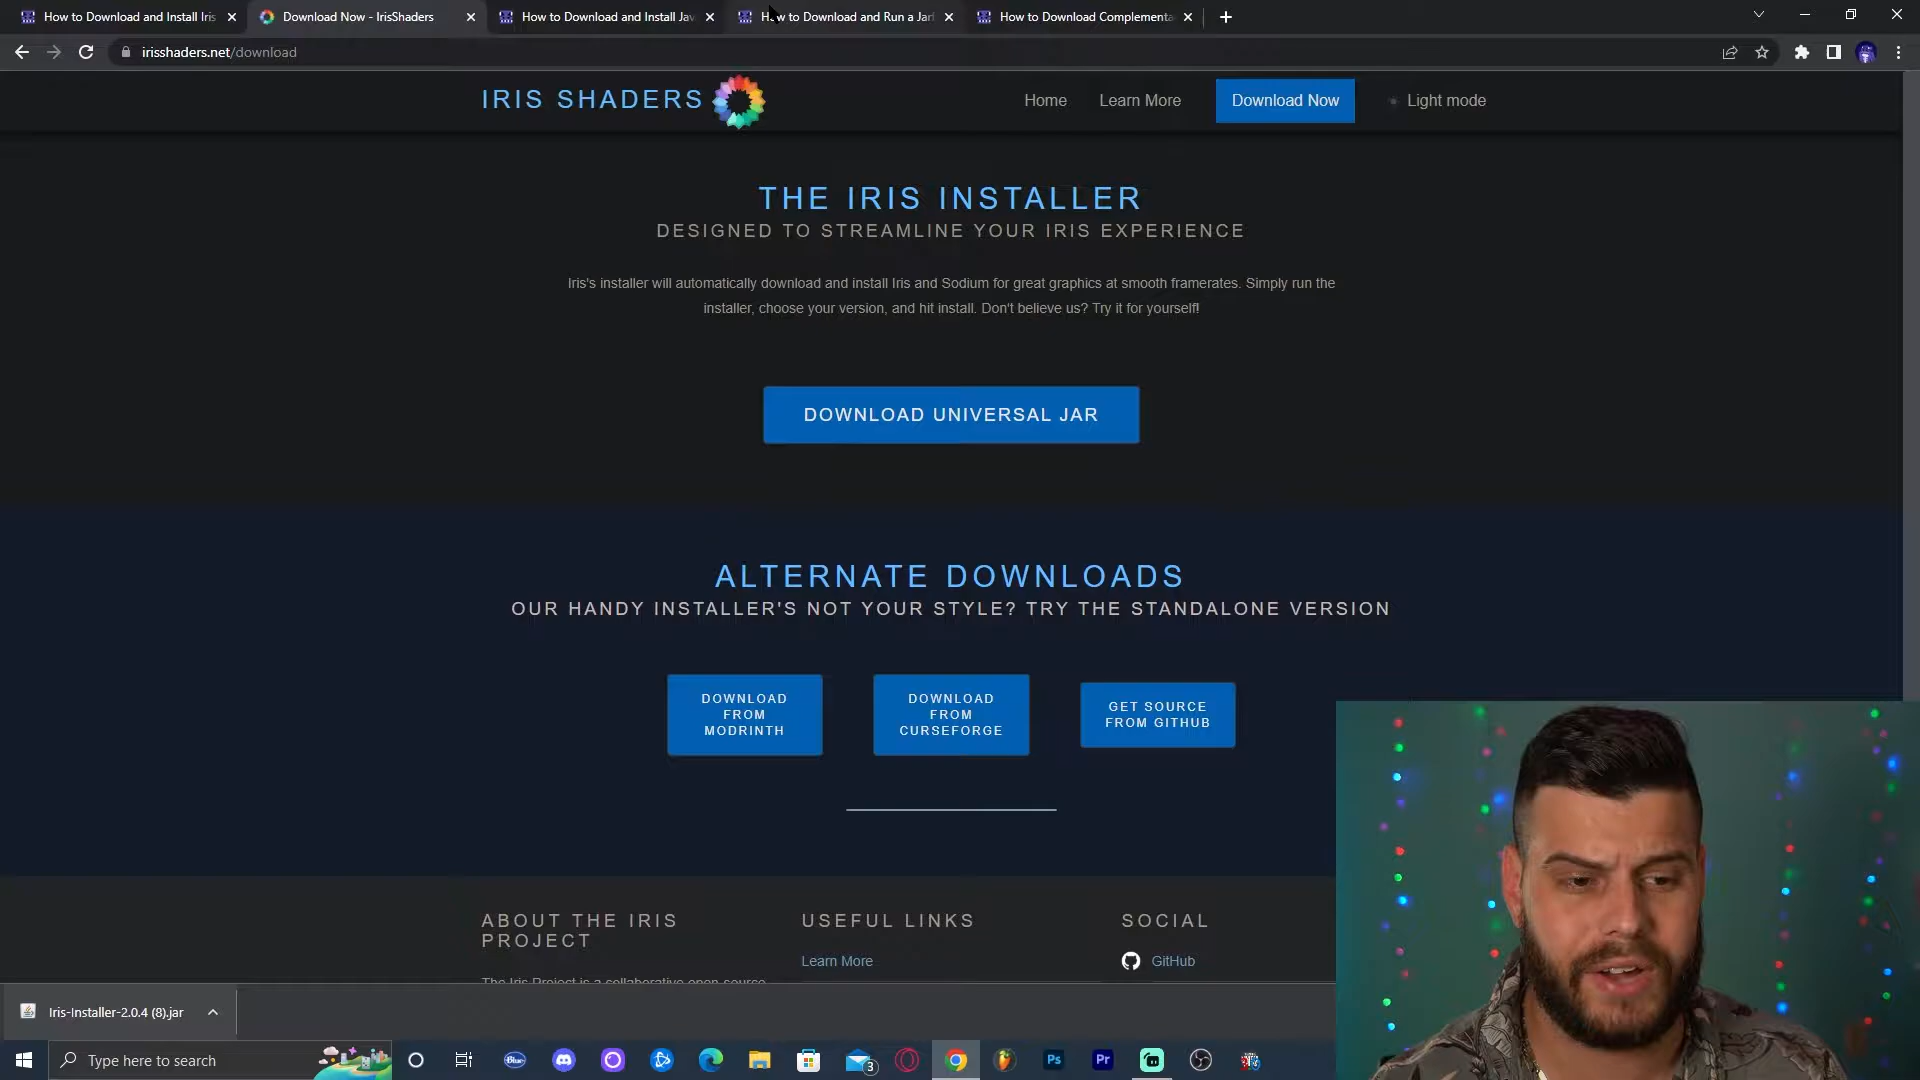 How to Download and Install Iris
Download Now - IrisShaders
How to Download and Install Jav
How to Download and Run a Jar
How to Download Complementa
irisshaders.net/download
IRIS SHADERS
Home
Learn More
Download Now
Light mode
THE IRIS INSTALLER
DESIGNED TO STREAMLINE YOUR IRIS EXPERIENCE
Iris's installer will automatically download and install Iris and Sodium for great graphics at smooth framerates. Simply run the
installer, choose your version, and hit install. Don't believe us? Try it for yourself!
DOWNLOAD UNIVERSAL JAR
ALTERNATE DOWNLOADS
OUR HANDY INSTALLER'S NOT YOUR STYLE? TRY THE STANDALONE VERSION
DOWNLOAD
FROM
MODRINTH
DOWNLOAD
FROM
CURSEFORGE
GET SOURCE
FROM GITHUB
ABOUT THE IRIS
PROJECT
The Iris Project is a collaborative open-source
USEFUL LINKS
Learn More
SOCIAL
GitHub
Iris-Installer-2.0.4 (8).jar
Type here to search
Blue
3
Ps
Pr